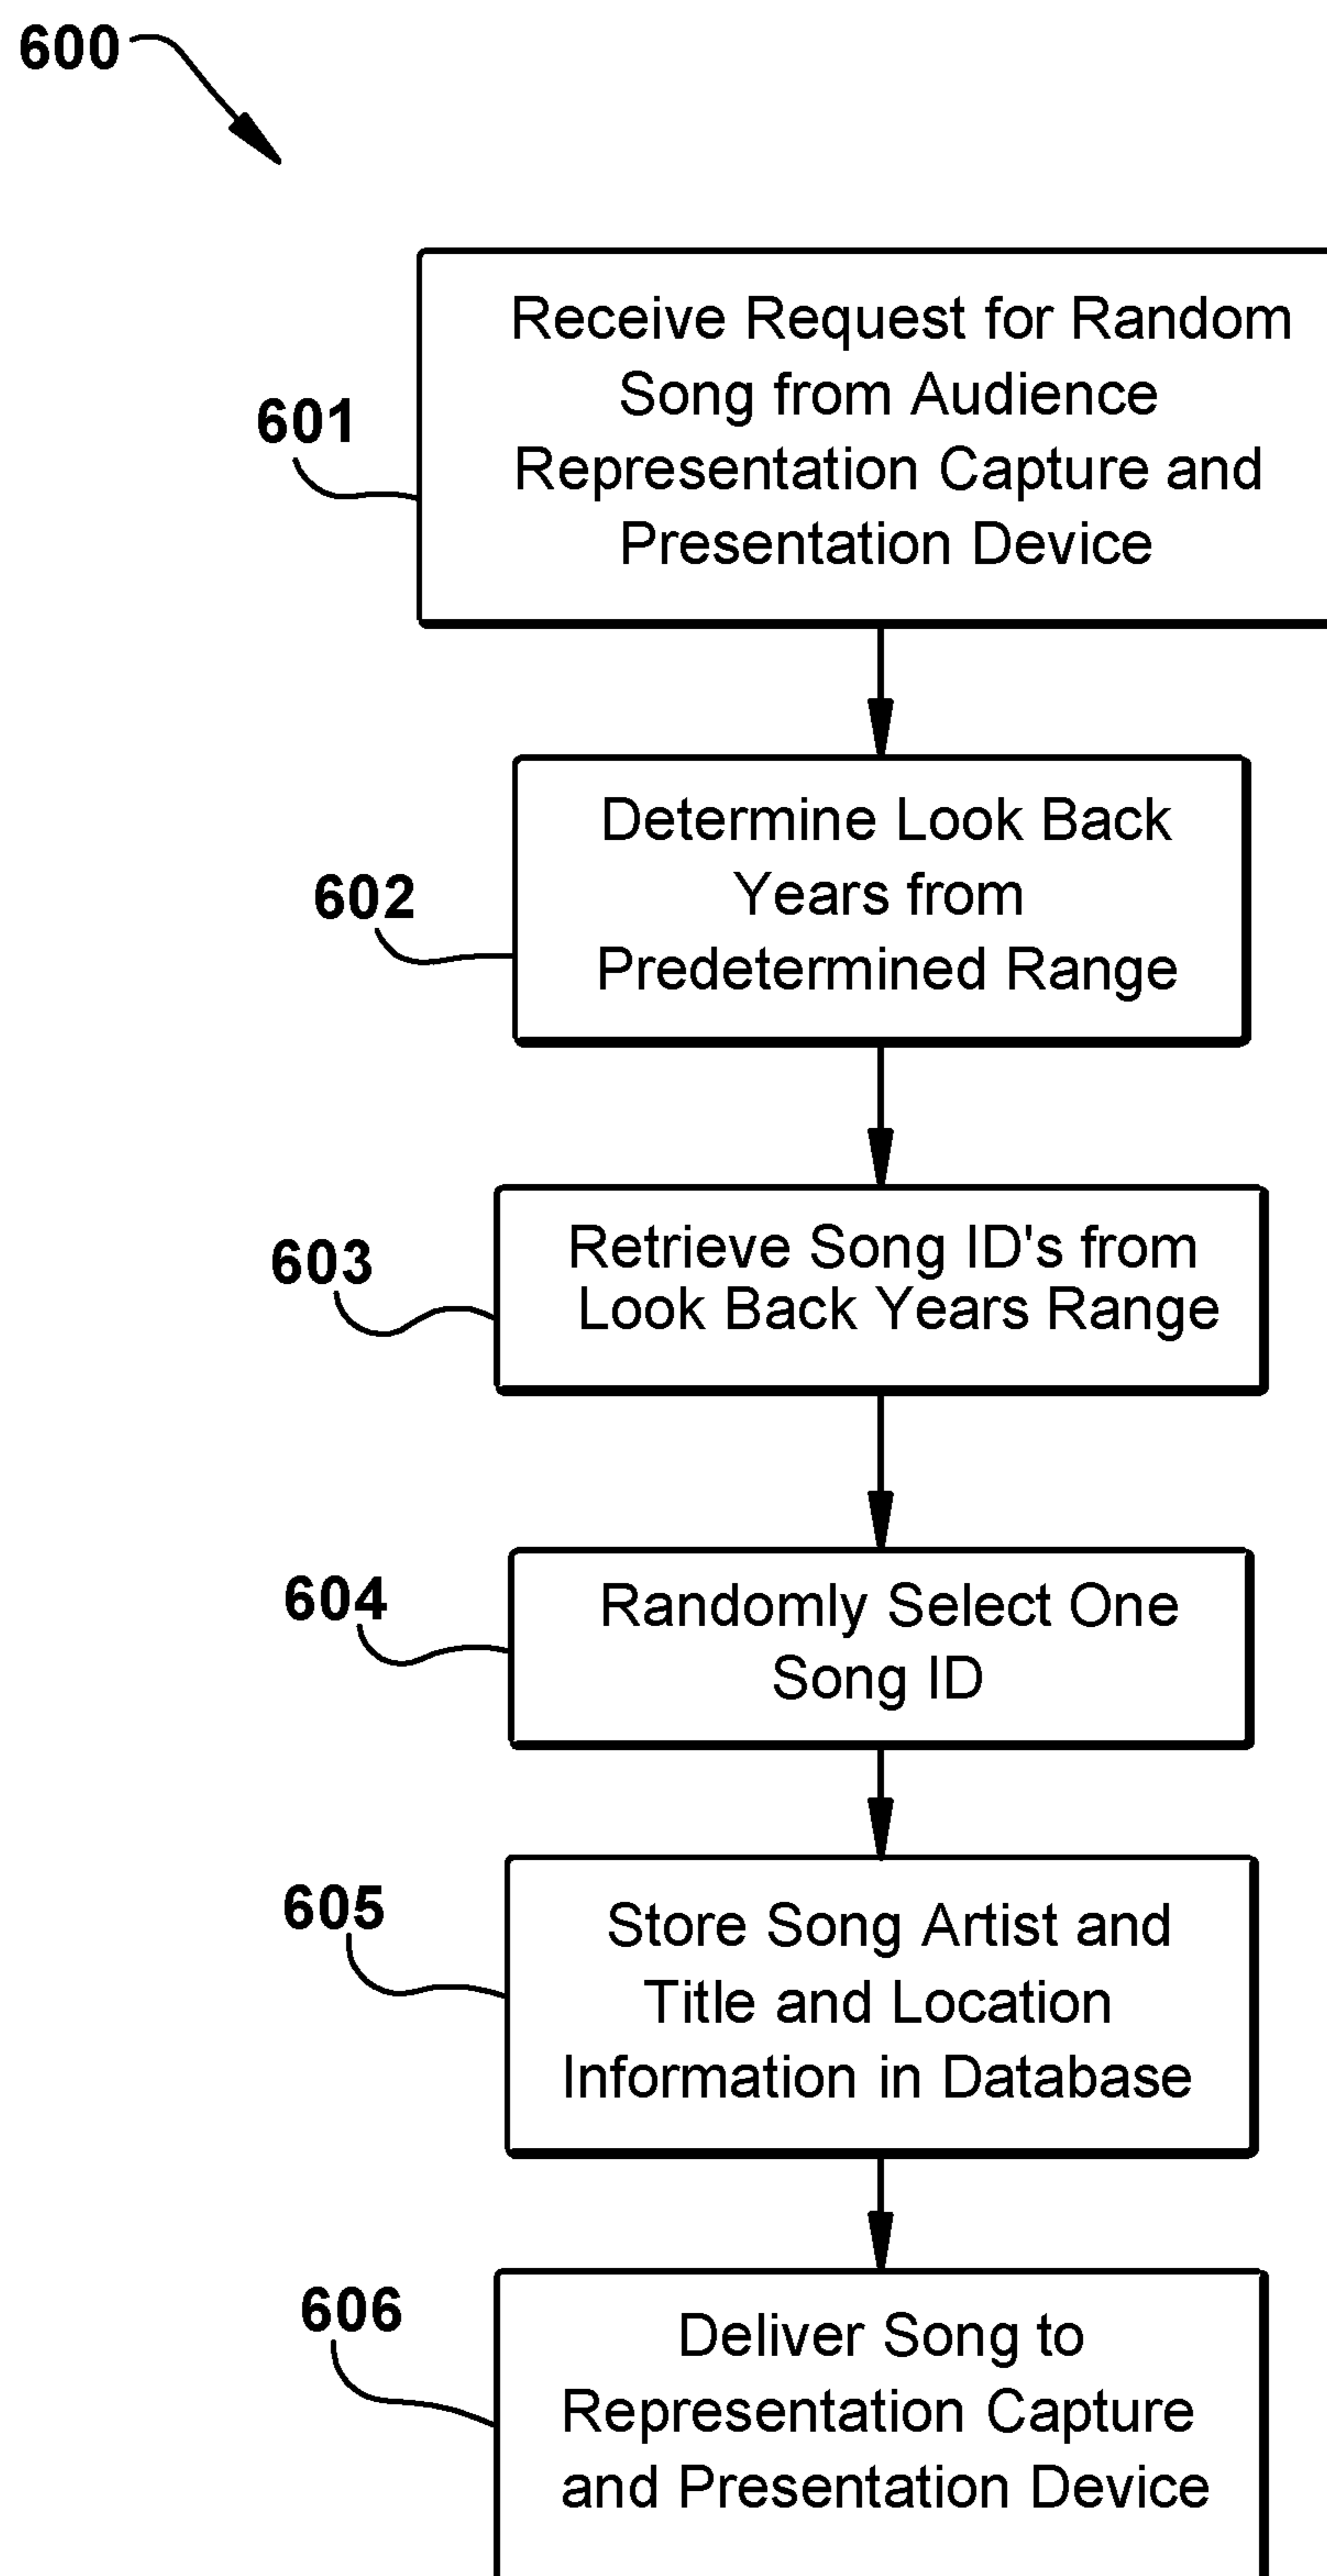 600
Receive Request for Random
Song from Audience
Representation Capture and
Presentation Device
601
Determine Look Back
Years from
Predetermined Range
602
Retrieve Song ID's from
Look Back Years Range
603
Randomly Select One
Song ID
604
Store Song Artist and
Title and Location
Information in Database
605
Deliver Song to
Representation Capture
and Presentation Device
606